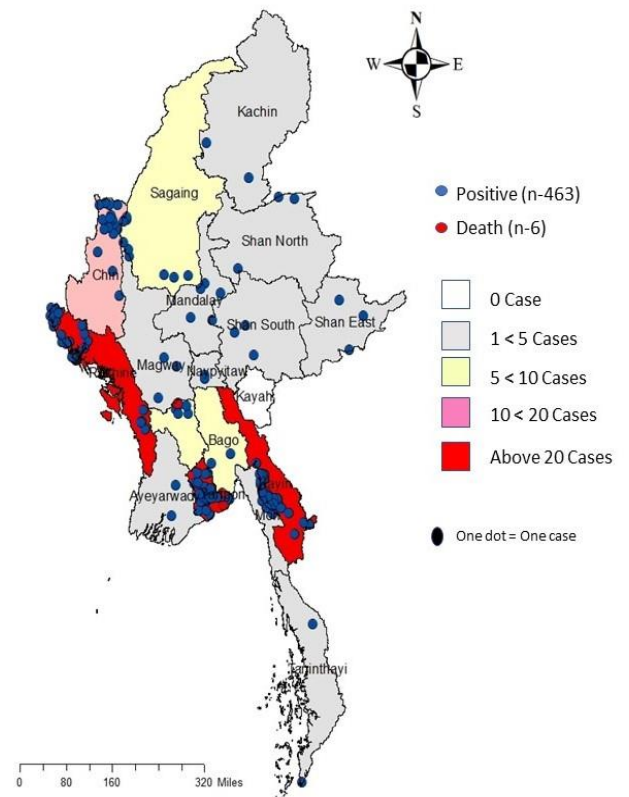 N
W
E
S
Kachin
Sagaing
Positive (n-463)
Death (n-6)
Shan North
Chin
0 Case
Mandalay
Shan South
Shan East
1 < 5 Cases
Magway
Naypyitaw
5 < 10 Cases
Kayah
10 < 20 Cases
Bago
Above 20 Cases
Ayeyarwady
One dot = One case
Taninthayi
0 80 160 320 Miles